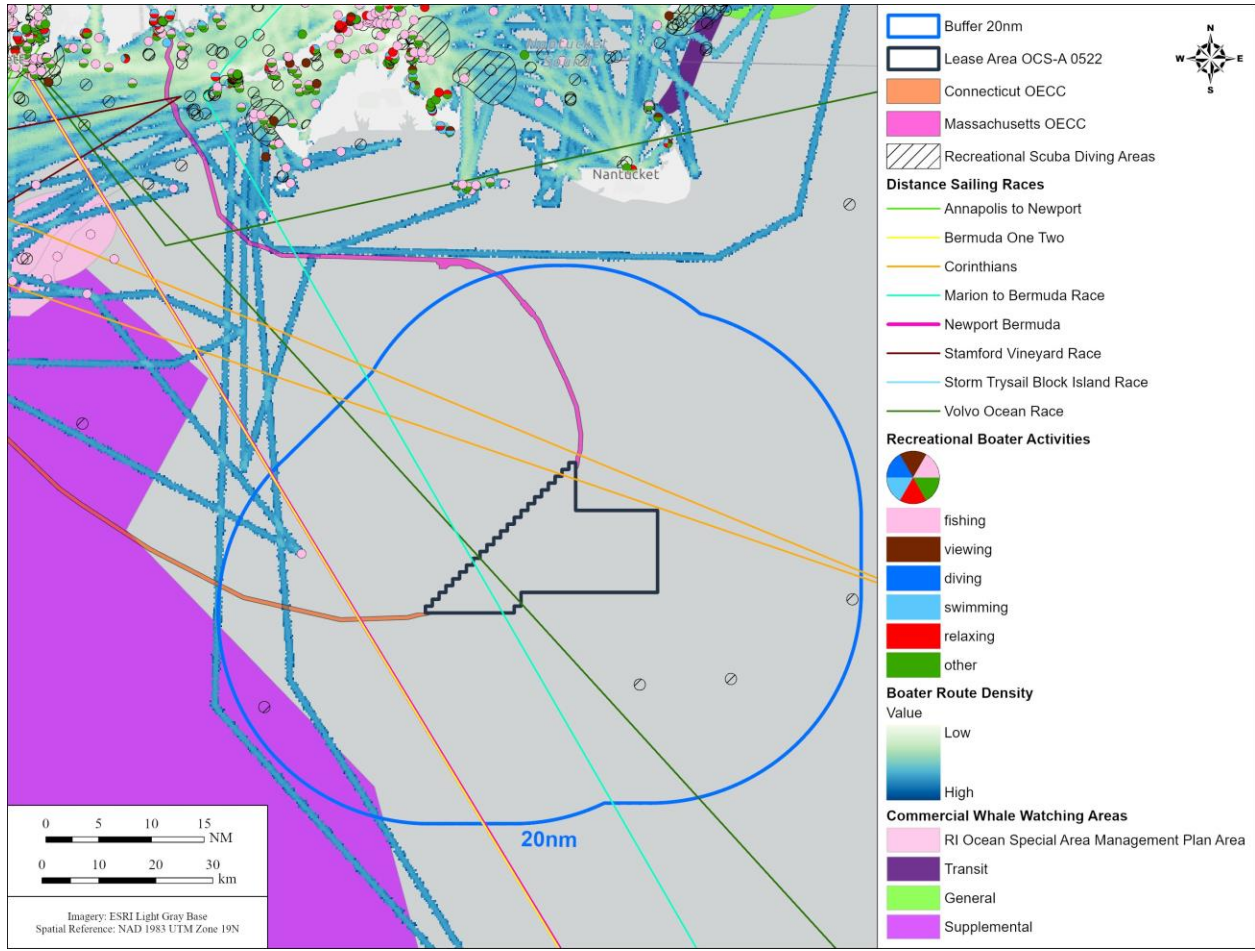 Nantucket
Sound
Nantucket
20nm
0 5 10 15
NM
0 10 20 30
km
Imagery: ESRI Light Gray Base
Spatial Reference: NAD 1983 UTM Zone 19N
Buffer 20nm
Lease Area OCS-A 0522
Connecticut OECC
Massachusetts OECC
Recreational Scuba Diving Areas
Distance Sailing Races
Annapolis to Newport
Bermuda One Two
Corinthians
Marion to Bermuda Race
Newport Bermuda
Stamford Vineyard Race
Storm Trysail Block Island Race
Volvo Ocean Race
Recreational Boater Activities
fishing
viewing
diving
swimming
relaxing
other
Boater Route Density
Value
Low
High
Commercial Whale Watching Areas
RI Ocean Special Area Management Plan Area
Transit
General
Supplemental
N
W E
S